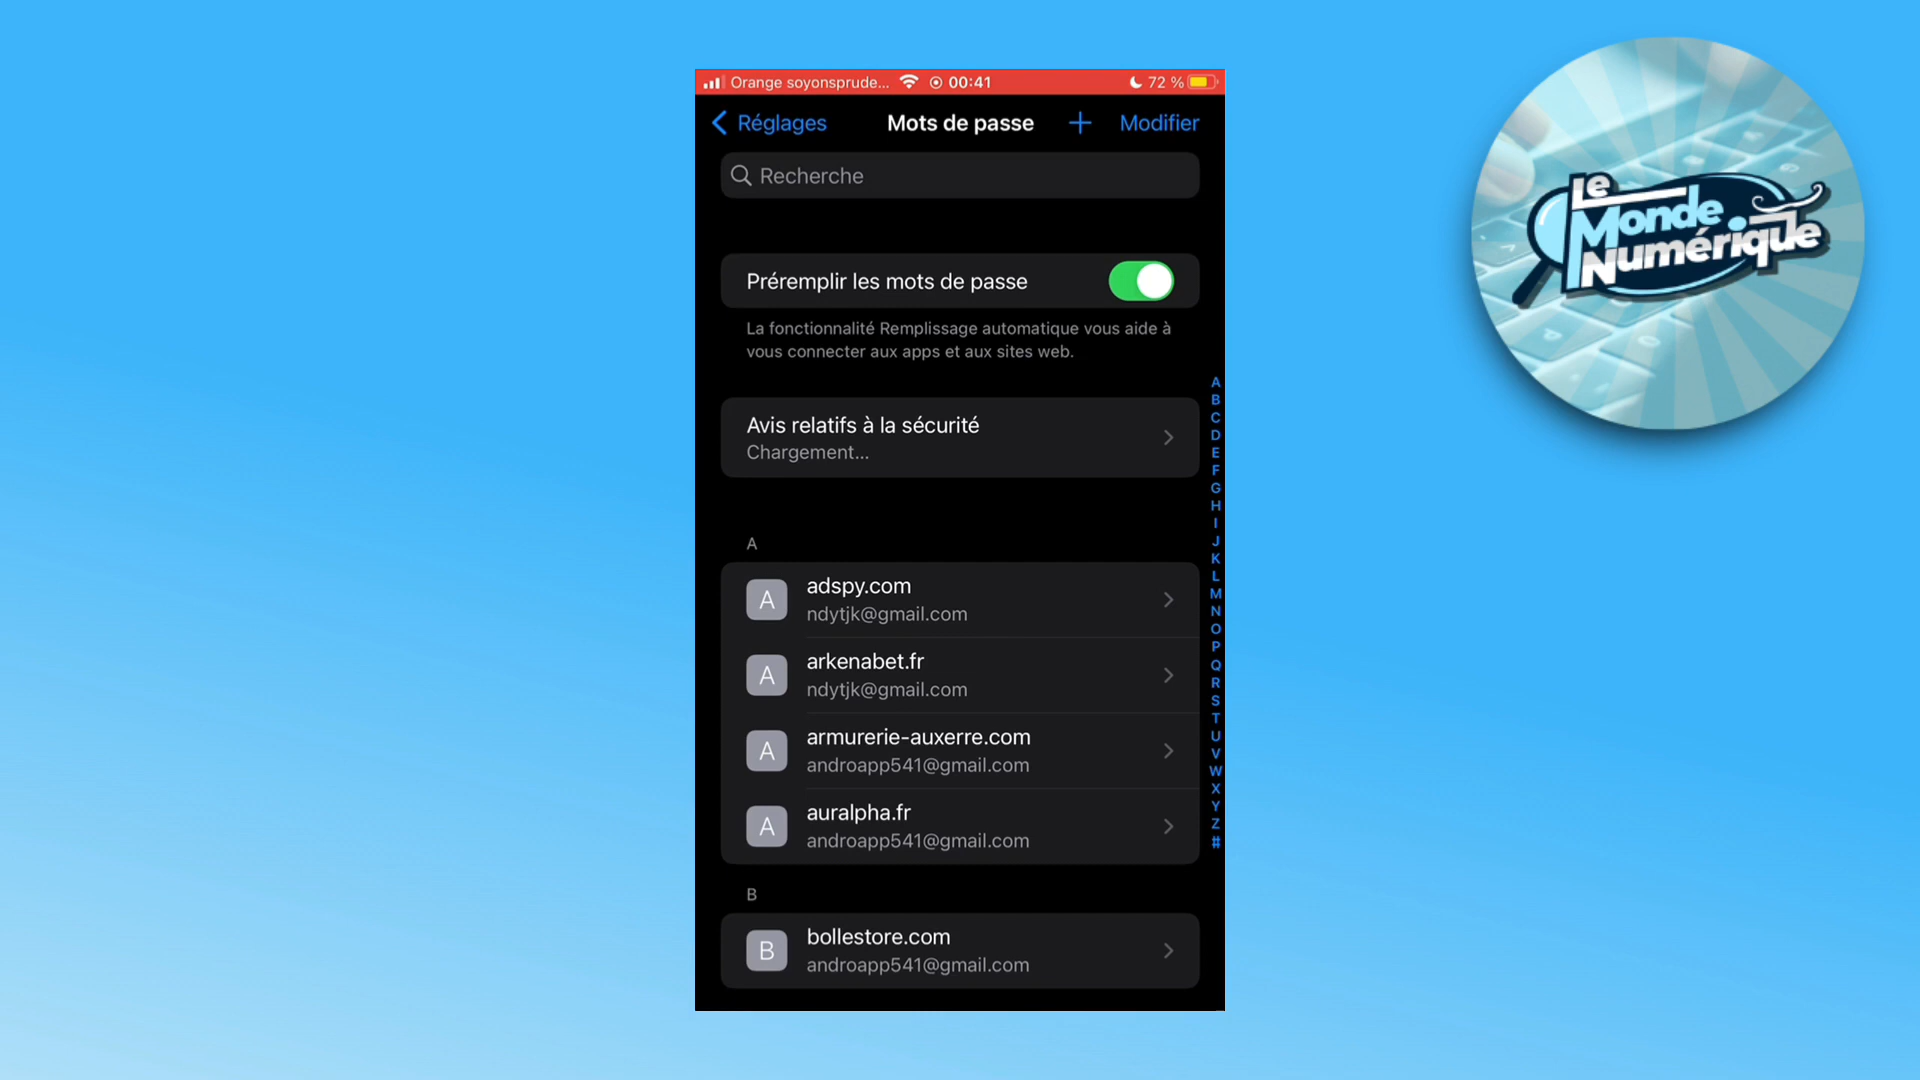 Orange soyonsprude... 00:41 72 %
Réglages Mots de passe + Modifier
Recherche
Préremplir les mots de passe
La fonctionnalité Remplissage automatique vous aide à
vous connecter aux apps et aux sites web.
Avis relatifs à la sécurité
Chargement...
A
A adspy.com
ndytjk@gmail.com
A arkenabet.fr
ndytjk@gmail.com
A armurerie-auxerre.com
androapp541@gmail.com
A auralpha.fr
androapp541@gmail.com
B
B bollestore.com
androapp541@gmail.com
A
B
C
D
E
F
G
H
I
J
K
L
M
N
O
P
Q
R
S
T
U
V
W
X
Y
Z
#
Le
Monde
Numérique